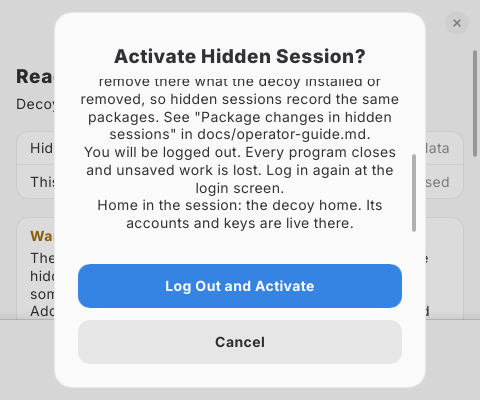 Activate Hidden Session?
remove there what the decoy installed or
removed, so hidden sessions record the same
packages. See "Package changes in hidden
sessions" in docs/operator-guide.md.
You will be logged out. Every program closes
and unsaved work is lost. Log in again at the
login screen.
Home in the session: the decoy home. Its
accounts and keys are live there.
Log Out and Activate
Cancel
Rea
Decoy
Hid
data
This
sed
Wa
The
hidd
som
Add